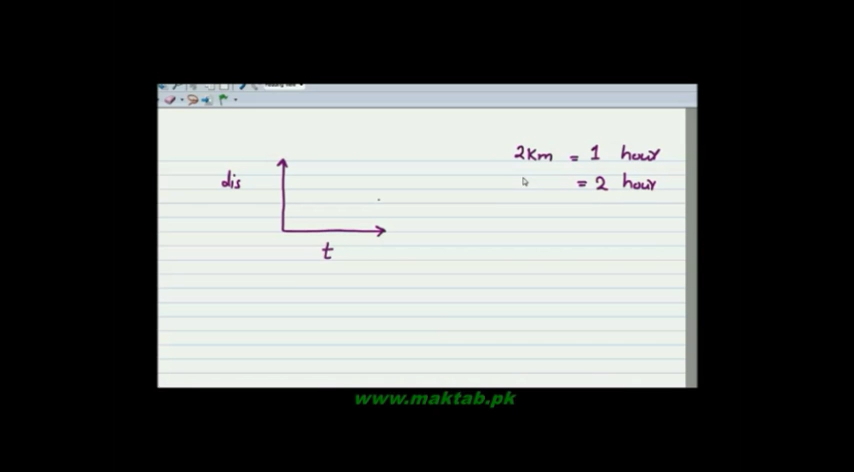 2Km = 1 hour
dis = 2 hour
t
www.maktab.pk